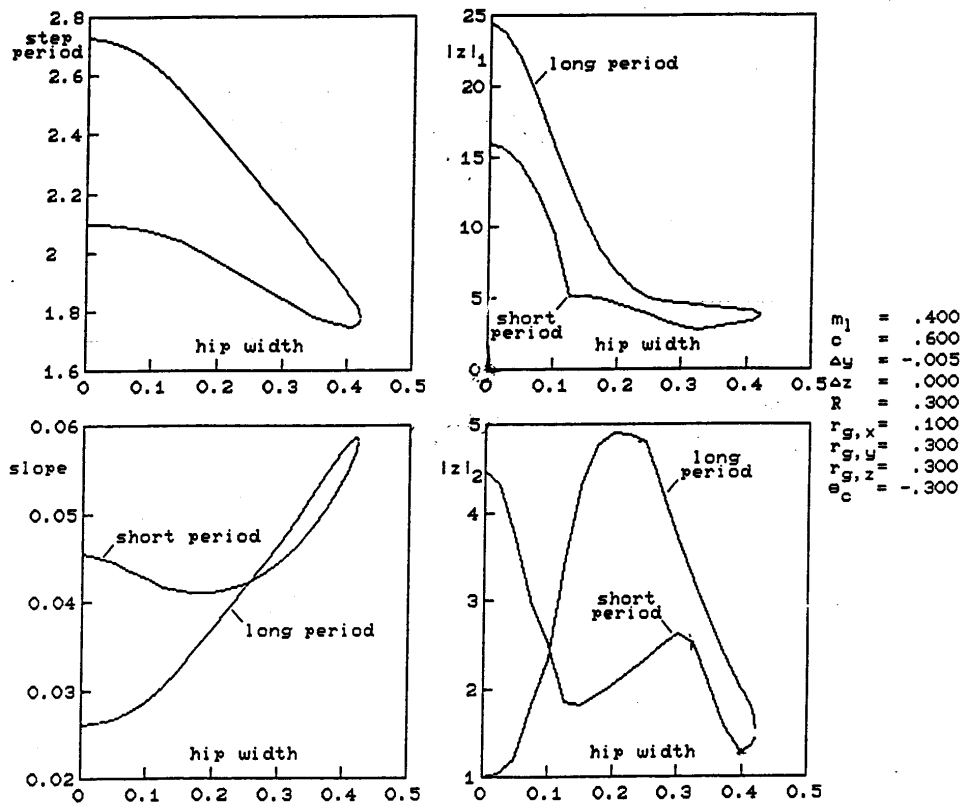 2.8
step
period
2.6
2.4
2.2
2
1.8
1.6
hip width
0 0.1 0.2 0.3 0.4 0.5
25
|z|1
20
15
10
5
0
long period
short
period
hip width
0 0.1 0.2 0.3 0.4 0.5
0.06
slope
0.05
0.04
0.03
0.02
short period
long period
hip width
0 0.1 0.2 0.3 0.4 0.5
5
|z|2
4
3
2
1
long
period
short
period
hip width
0 0.1 0.2 0.3 0.4 0.5
ml = .400
c = .600
Δy = -.005
Δz = .000
R = .300
rg,x = .100
rg,y = .300
rg,z = .300
θc = -.300